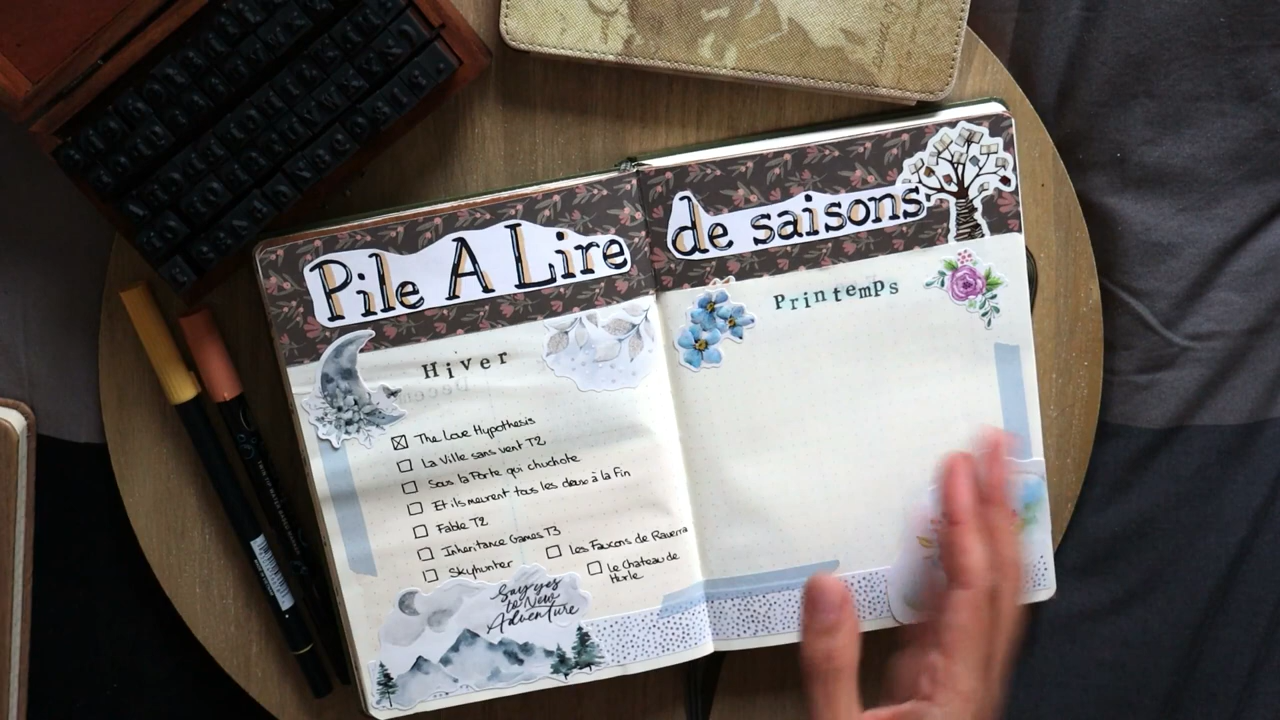 Pile A Lire
de saisons
Hiver
The Love Hypothesis
La Ville sans vent T2
Sous la Porte qui chuchote
Et ils meurent tous les deux à la fin
Fable T2
Inheritance Games T3
Skyhunter
les Faucons de Raverra
le Chateau de
Hurle
Say yes
to New
Adventure
Printemps